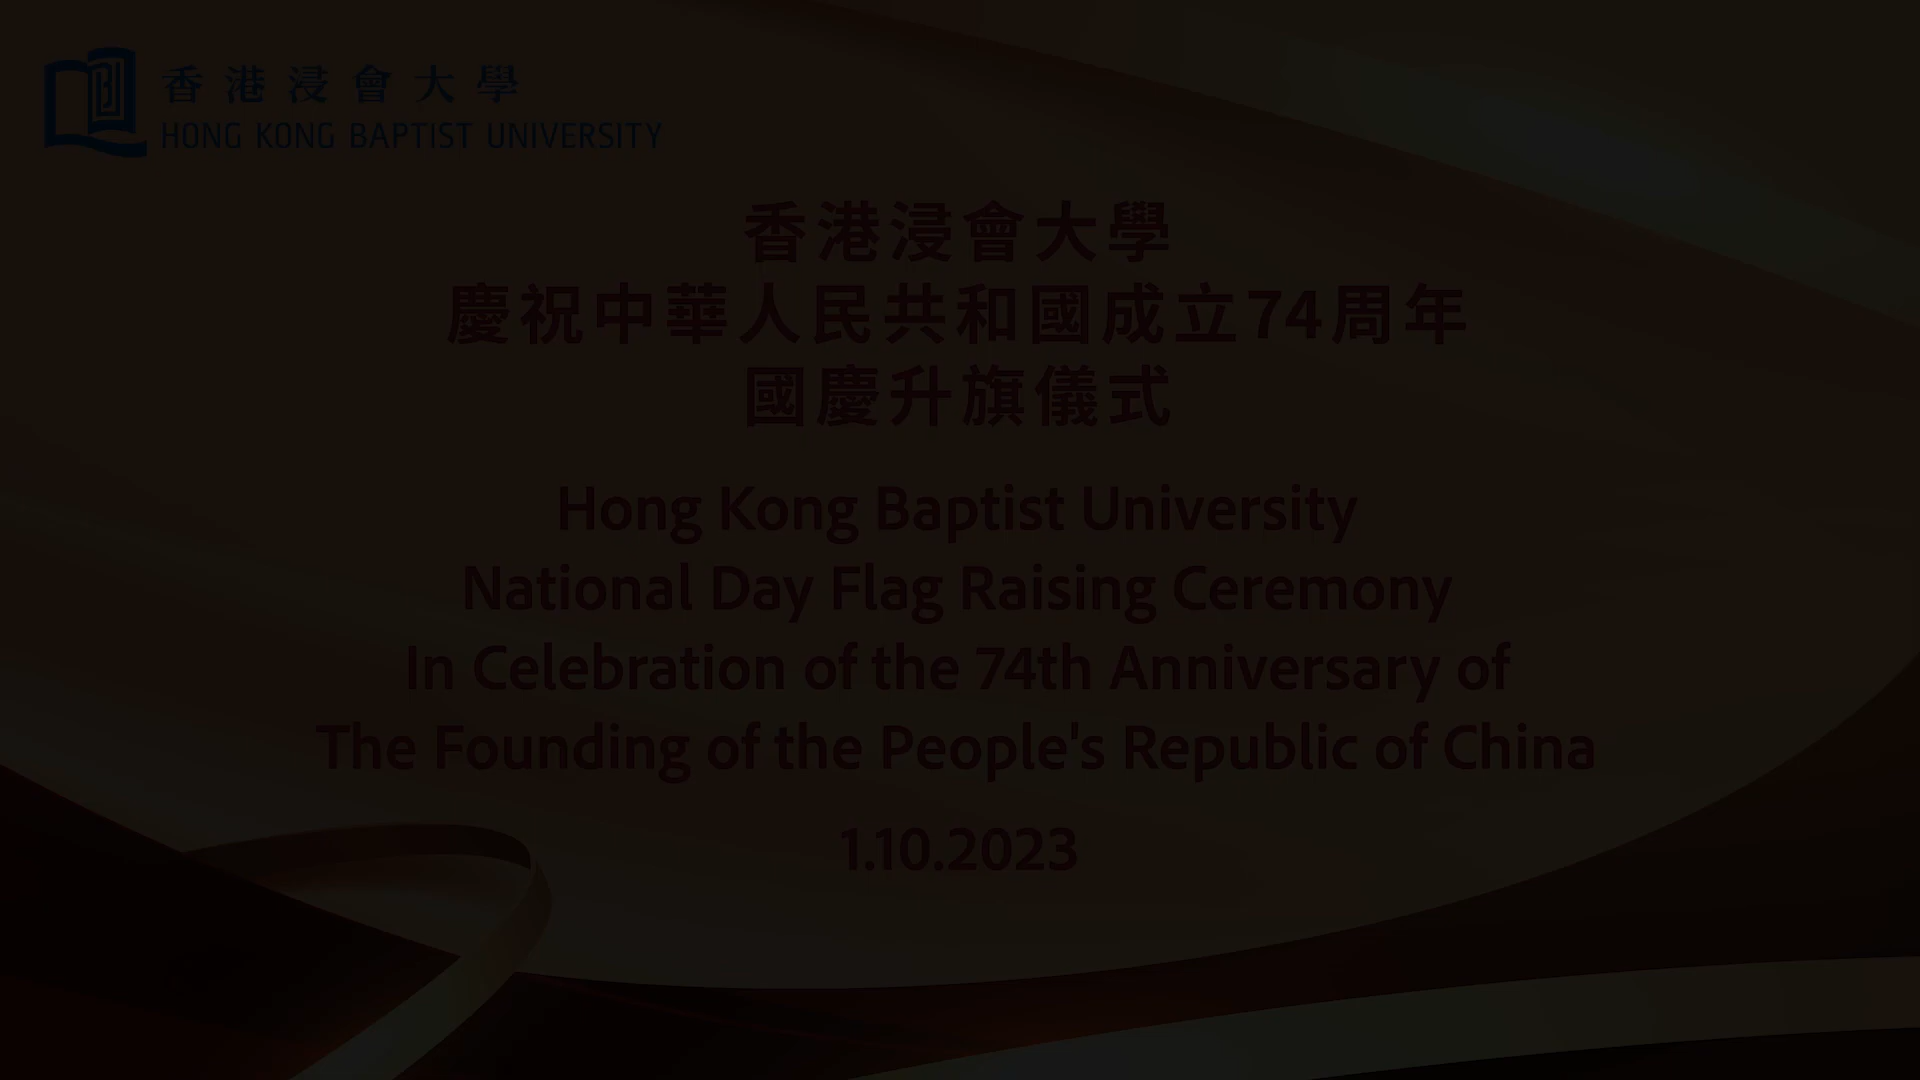 香港浸會大學
HONG KONG BAPTIST UNIVERSITY
香港浸會大學
慶祝中華人民共和國成立74周年
國慶升旗儀式
Hong Kong Baptist University
National Day Flag Raising Ceremony
In Celebration of the 74th Anniversary of
The Founding of the People's Republic of China
1.10.2023